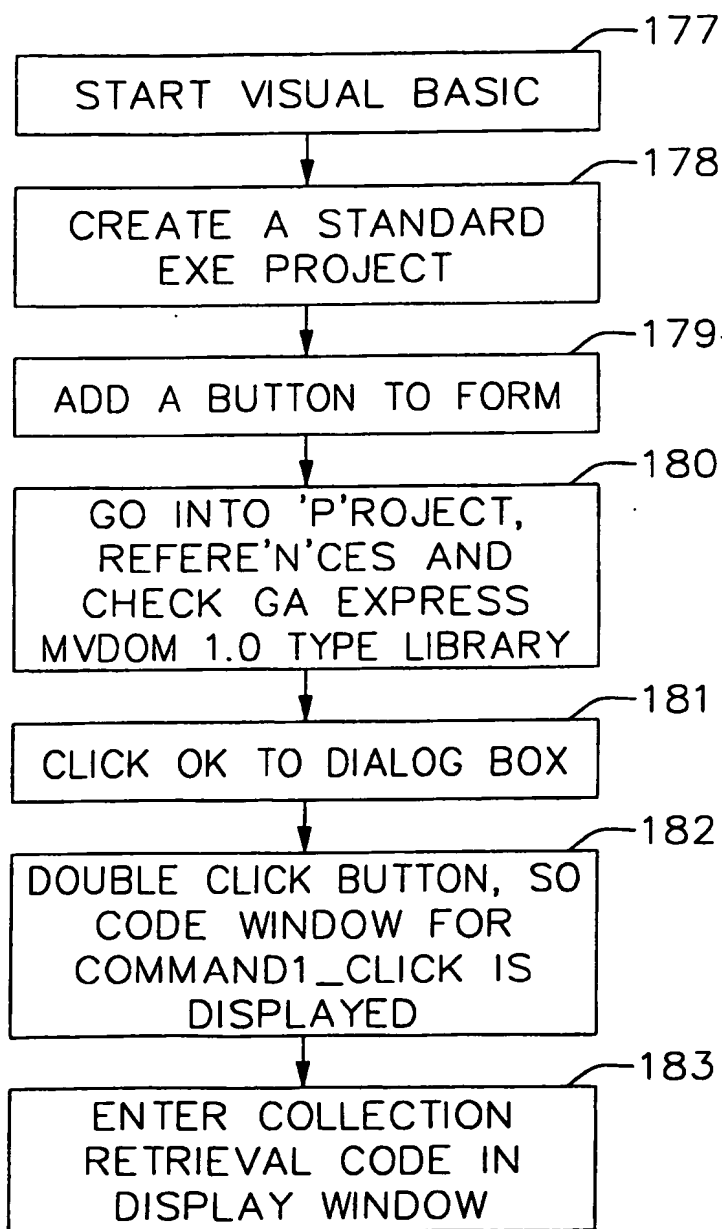 177
START VISUAL BASIC
178
CREATE A STANDARD
EXE PROJECT
179
ADD A BUTTON TO FORM
180
GO INTO 'P'ROJECT,
REFERE'N'CES AND
CHECK GA EXPRESS
MVDOM 1.0 TYPE LIBRARY
181
CLICK OK TO DIALOG BOX
182
DOUBLE CLICK BUTTON, SO
CODE WINDOW FOR
COMMAND1_CLICK IS
DISPLAYED
183
ENTER COLLECTION
RETRIEVAL CODE IN
DISPLAY WINDOW